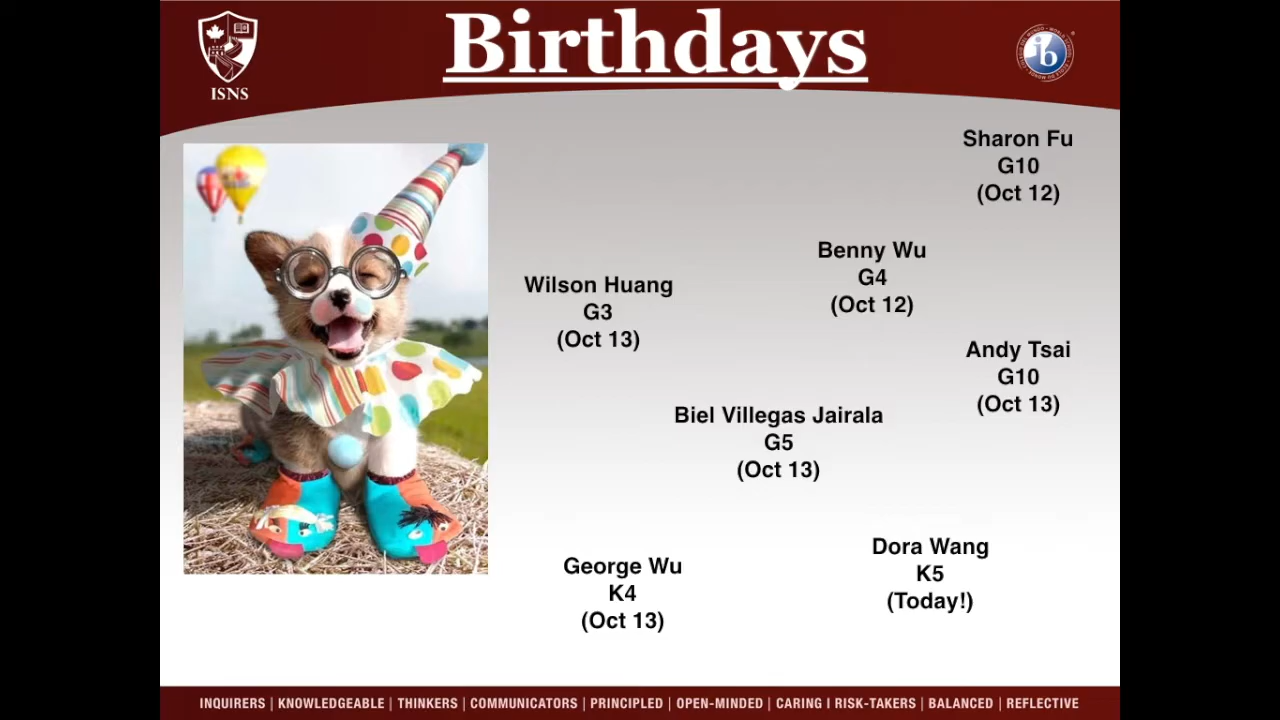 Birthdays
ISNS
ib
Sharon Fu
G10
(Oct 12)
Benny Wu
G4
(Oct 12)
Wilson Huang
G3
(Oct 13)
Andy Tsai
G10
(Oct 13)
Biel Villegas Jairala
G5
(Oct 13)
Dora Wang
K5
(Today!)
George Wu
K4
(Oct 13)
INQUIRERS | KNOWLEDGEABLE | THINKERS | COMMUNICATORS | PRINCIPLED | OPEN-MINDED | CARING I RISK-TAKERS | BALANCED | REFLECTIVE